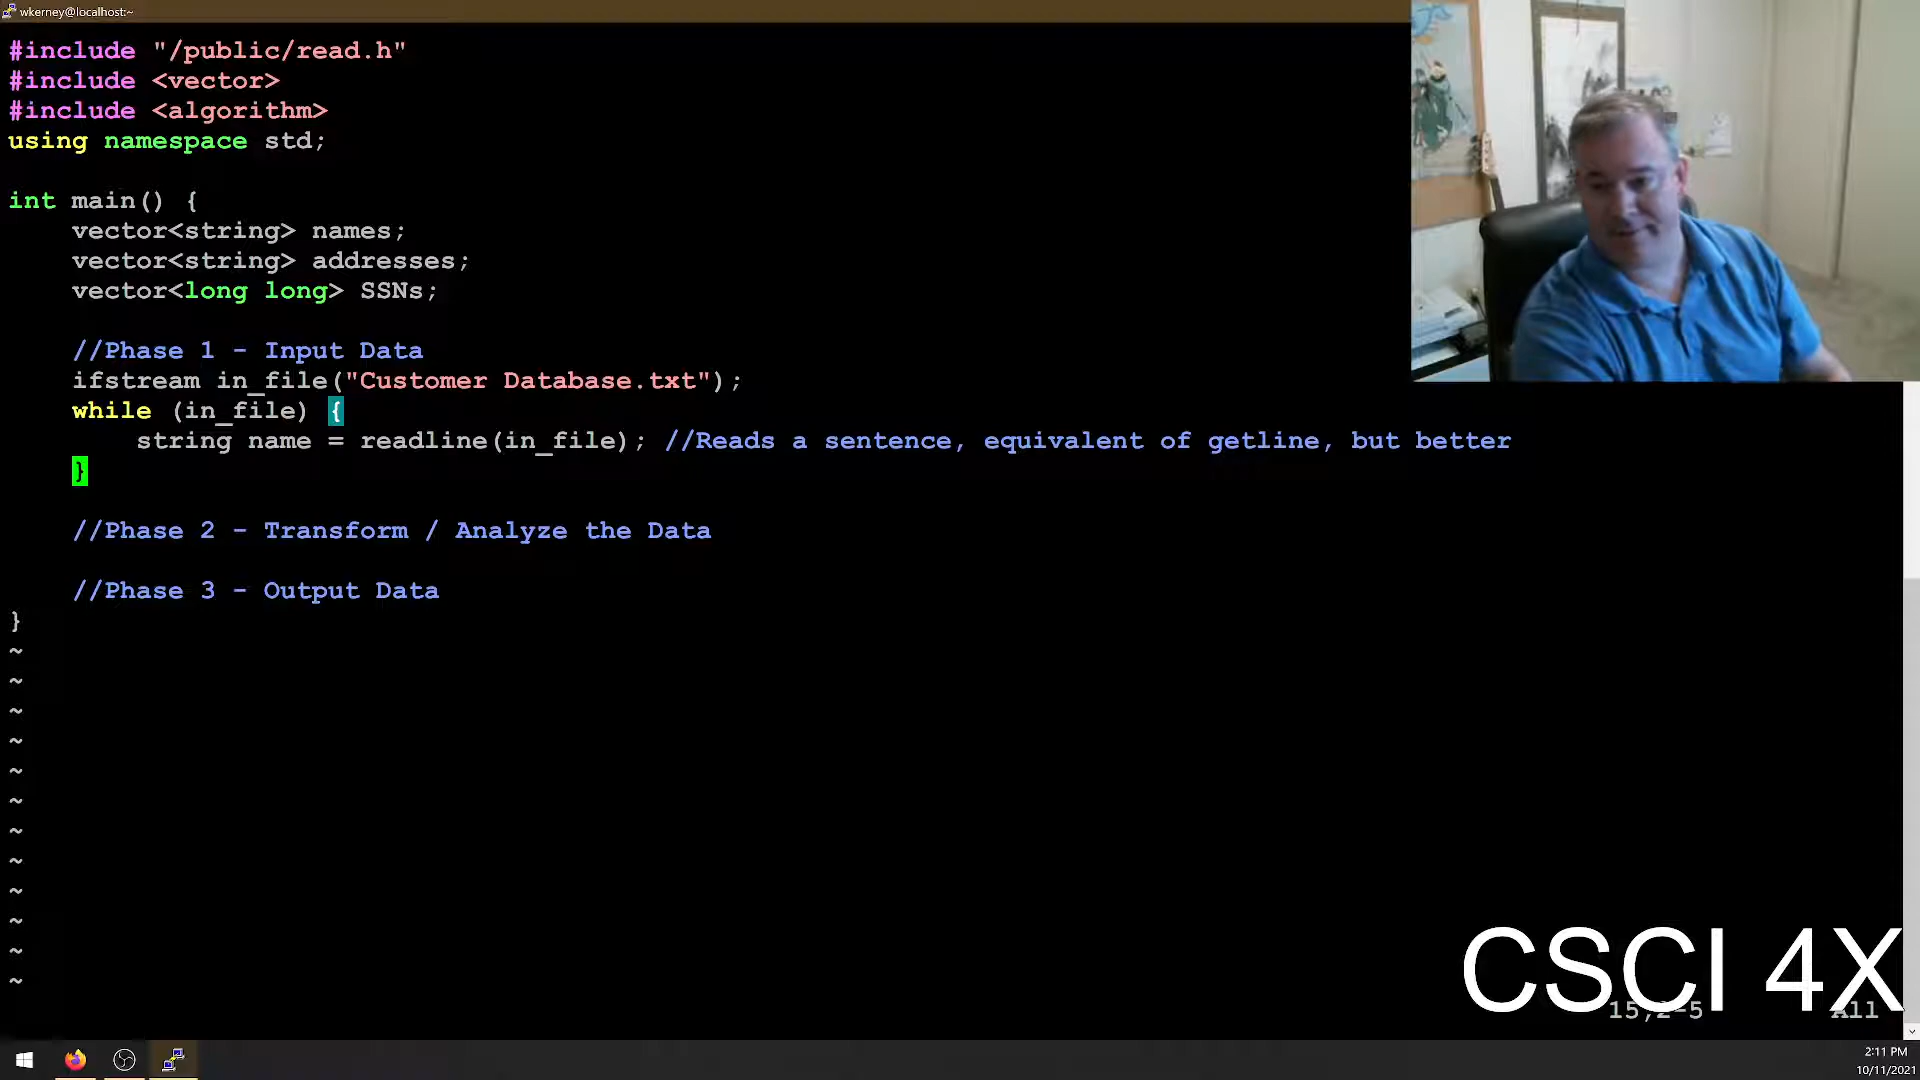 wkerney@localhost:~
#include "/public/read.h"
#include <vector>
#include <algorithm>
using namespace std;
int main() {
vector<string> names;
vector<string> addresses;
vector<long long> SSNs;
//Phase 1 - Input Data
ifstream in_file("Customer Database.txt");
while (in_file) {
string name = readline(in_file); //Reads a sentence, equivalent of getline, but better
}
//Phase 2 - Transform / Analyze the Data
//Phase 3 - Output Data
}
~
~
~
~
~
~
~
~
~
~
~
~
CSCI 4X
15,2-5 All
2:11 PM
10/11/2021